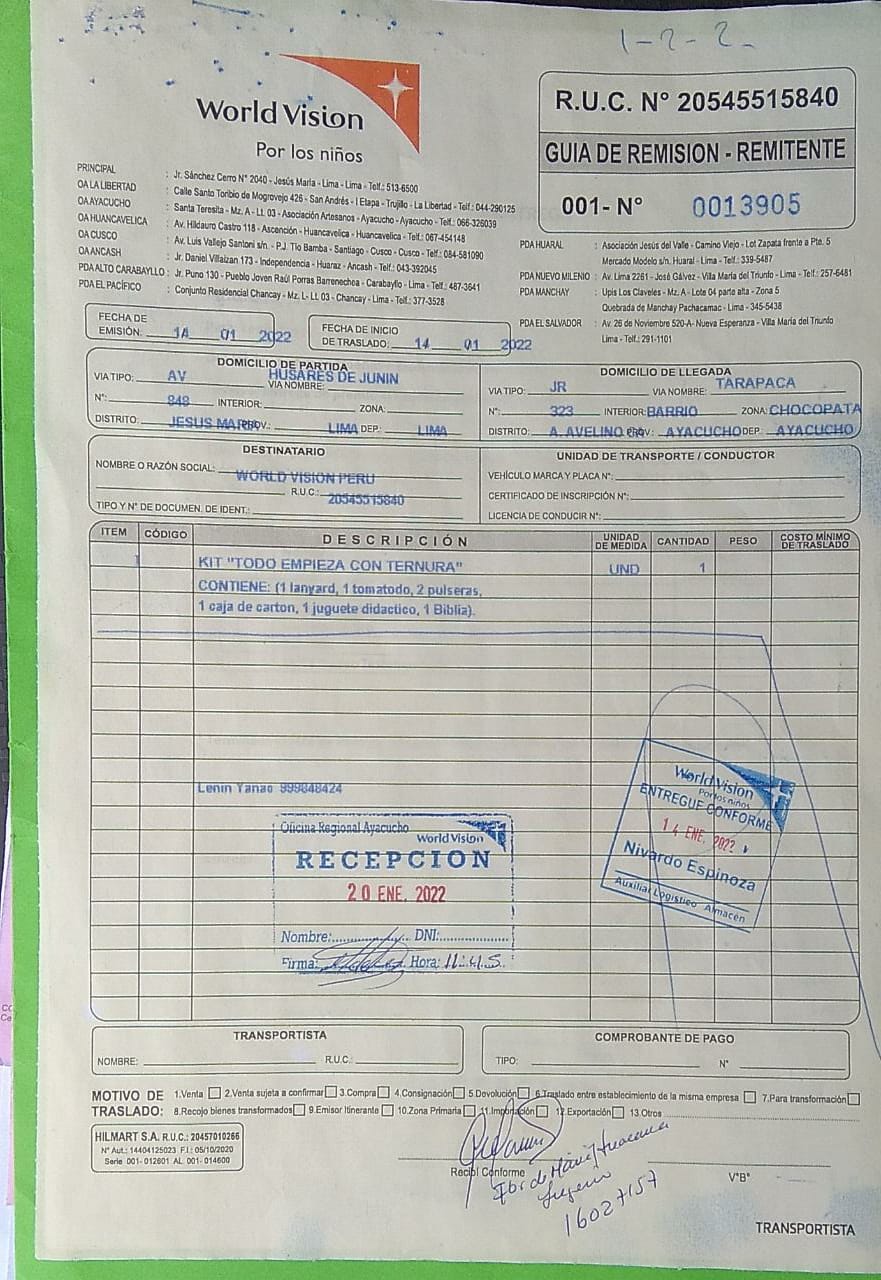 1-2-2
World Vision
Por los niños
R.U.C. N° 20545515840
GUIA DE REMISION - REMITENTE
001- N° 0013905
PRINCIPAL : Jr. Sánchez Cerro N° 2040 - Jesús María - Lima - Lima - Telf.: 513-6500
OA LA LIBERTAD : Calle Santo Toribio de Mogrovejo 426 - San Andrés - I Etapa - Trujillo - La Libertad - Telf.: 044-290125
OA AYACUCHO : Santa Teresita - Mz. A - Lt. 03 - Asociación Artesanos - Ayacucho - Ayacucho - Telf.: 066-326039
OA HUANCAVELICA : Av. Hildauro Castro 118 - Ascención - Huancavelica - Huancavelica - Telf.: 067-454148
OA CUSCO : Av. Luis Vallejo Santoni s/n. - P.J. Tío Bamba - Santiago - Cusco - Cusco - Telf.: 084-581090
OA ANCASH : Jr. Daniel Villaizan 173 - Independencia - Huaraz - Ancash - Telf.: 043-392045
PDA ALTO CARABAYLLO : Jr. Puno 130 - Pueblo Joven Raúl Porras Barrenechea - Carabayllo - Lima - Telf.: 487-3641
PDA EL PACÍFICO : Conjunto Residencial Chancay - Mz. L - Lt. 03 - Chancay - Lima - Telf.: 377-3528
PDA HUARAL : Asociación Jesús del Valle - Camino Viejo - Lot Zapata frente a Pte. 5
Mercado Modelo s/n. Huaral - Lima - Telf.: 339-5487
PDA NUEVO MILENIO : Av. Lima 2261 - José Gálvez - Villa María del Triunfo - Lima - Telf.: 257-6481
PDA MANCHAY : Upis Los Claveles - Mz. A - Lote 04 parte alta - Zona 5
Quebrada de Manchay Pachacamac - Lima - 345-5438
PDA EL SALVADOR : Av. 26 de Noviembre 520-A- Nueva Esperanza - Villa María del Triunfo
Lima - Telf.: 291-1101
FECHA DE
EMISIÓN: 14 01 2022
FECHA DE INICIO
DE TRASLADO: 14 01 2022
DOMICILIO DE PARTIDA
VIA TIPO: AV VIA NOMBRE: HUSARES DE JUNIN
N°: 848 INTERIOR: ZONA:
DISTRITO: JESUS MARIA PROV.: LIMA DEP.: LIMA
DOMICILIO DE LLEGADA
VIA TIPO: JR VIA NOMBRE: TARAPACA
N°: 323 INTERIOR: BARRIO ZONA: CHOCOPATA
DISTRITO: A. AVELINO PROV.: AYACUCHO DEP.: AYACUCHO
DESTINATARIO
NOMBRE O RAZÓN SOCIAL: WORLD VISION PERU
R.U.C.: 20545515840
TIPO Y N° DE DOCUMEN. DE IDENT.:
UNIDAD DE TRANSPORTE / CONDUCTOR
VEHÍCULO MARCA Y PLACA N°:
CERTIFICADO DE INSCRIPCIÓN N°:
LICENCIA DE CONDUCIR N°:
ITEM CÓDIGO DESCRIPCIÓN UNIDAD DE MEDIDA CANTIDAD PESO COSTO MÍNIMO DE TRASLADO
1 KIT "TODO EMPIEZA CON TERNURA" UND 1
CONTIENE: (1 lanyard, 1 tomatodo, 2 pulseras,
1 caja de carton, 1 juguete didactico, 1 Biblia).
Lenin Yanao 999848424
Oficina Regional Ayacucho
World Vision
RECEPCION
20 ENE. 2022
Nombre: DNI:
Firma: Hora: 11:45
World Vision
Por los niños
ENTREGUE CONFORME
14 ENE. 2022
Nivardo Espinoza
Auxiliar Logístico Almacén
TRANSPORTISTA
NOMBRE: R.U.C.:
COMPROBANTE DE PAGO
TIPO: N°
MOTIVO DE TRASLADO: 1.Venta 2.Venta sujeta a confirmar 3.Compra 4.Consignación 5.Devolución 6.Traslado entre establecimiento de la misma empresa 7.Para transformación
8.Recojo bienes transformados 9.Emisor Itinerante 10.Zona Primaria 11.Importación 12.Exportación 13.Otros
HILMART S.A. R.U.C.: 20457010266
N° Aut.: 14404125023 F.I.: 05/10/2020
Serie 001- 012601 AL 001- 014600
Recibí Conforme
16027157
V°B°
TRANSPORTISTA